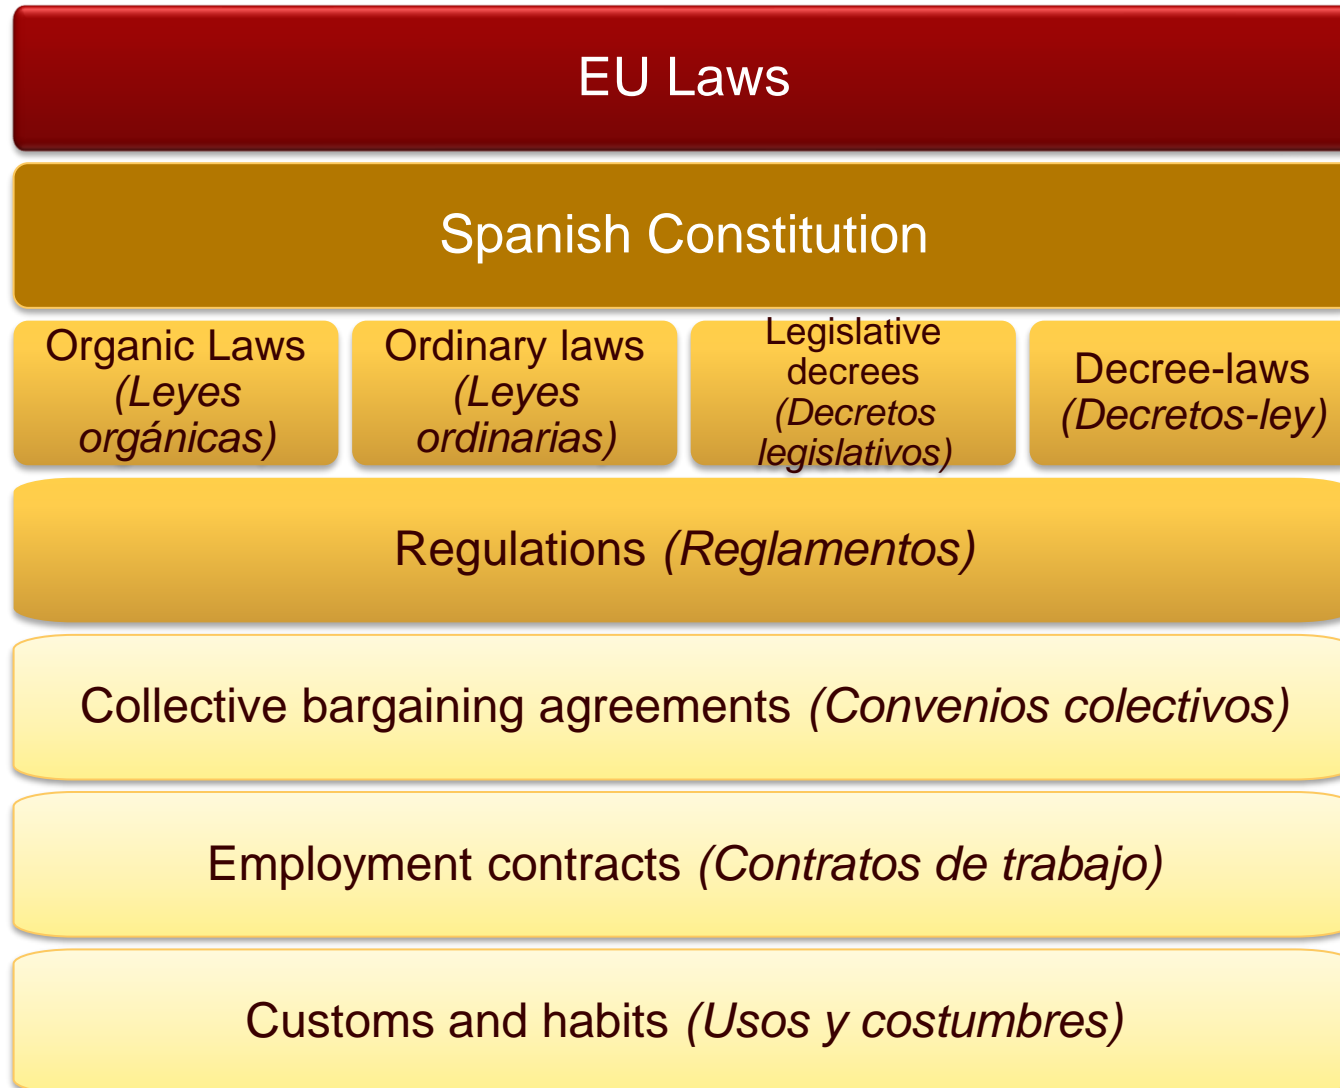 EU Laws
Spanish Constitution
Organic Laws
(Leyes
orgánicas)
Ordinary laws
(Leyes
ordinarias)
Legislative
decrees
(Decretos
legislativos)
Decree-laws
(Decretos-ley)
Regulations (Reglamentos)
Collective bargaining agreements (Convenios colectivos)
Employment contracts (Contratos de trabajo)
Customs and habits (Usos y costumbres)